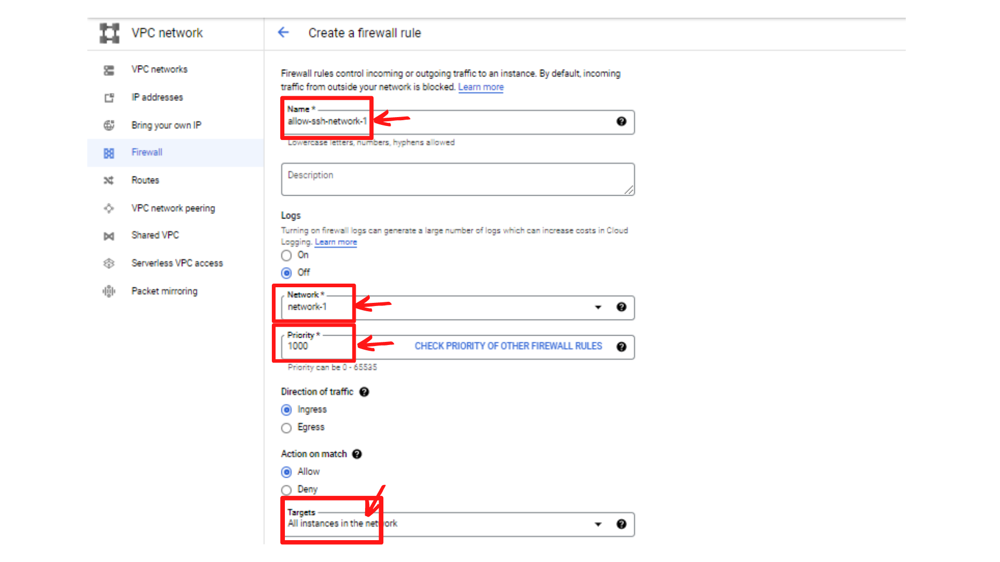 VPC network
Create a firewall rule
VPC networks
IP addresses
Bring your own IP
Firewall
Routes
VPC network peering
Shared VPC
Serverless VPC access
Packet mirroring
Firewall rules control incoming or outgoing traffic to an instance. By default, incoming
traffic from outside your network is blocked. Learn more
Name *
allow-ssh-network-1
Lowercase letters, numbers, hyphens allowed
Description
Logs
Turning on firewall logs can generate a large number of logs which can increase costs in Cloud
Logging. Learn more
On
Off
Network *
network-1
Priority *
1000
CHECK PRIORITY OF OTHER FIREWALL RULES
Priority can be 0 - 65535
Direction of traffic
Ingress
Egress
Action on match
Allow
Deny
Targets
All instances in the network